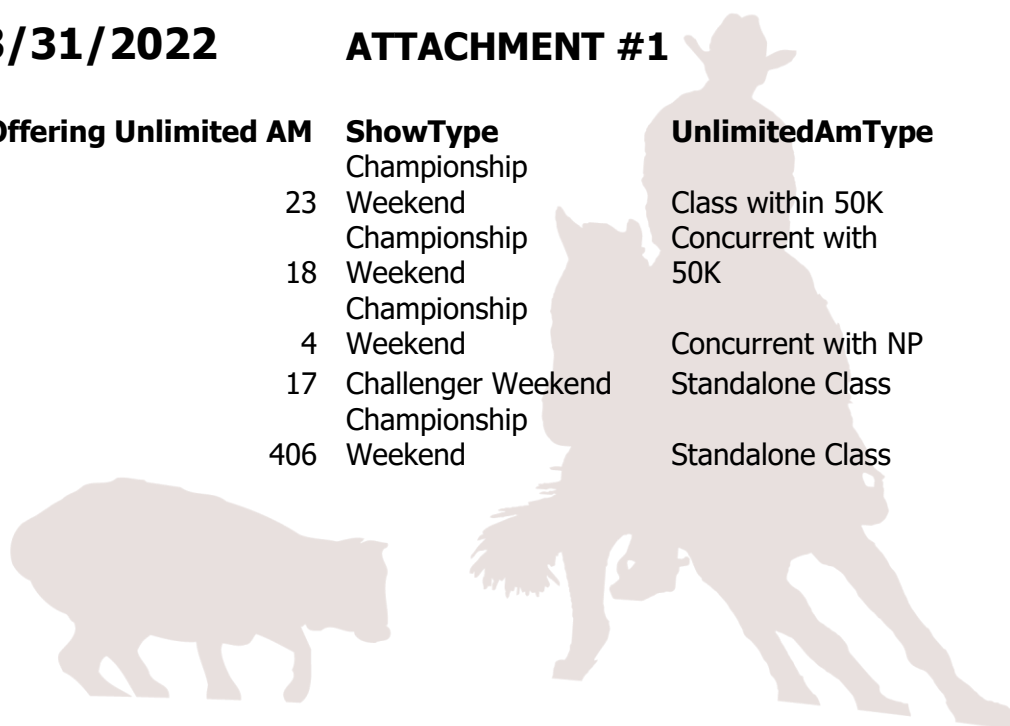 3/31/2022 ATTACHMENT #1
Offering Unlimited AM ShowType UnlimitedAmType
Championship
23 Weekend Class within 50K
Championship Concurrent with
18 Weekend 50K
Championship
4 Weekend Concurrent with NP
17 Challenger Weekend Standalone Class
Championship
406 Weekend Standalone Class